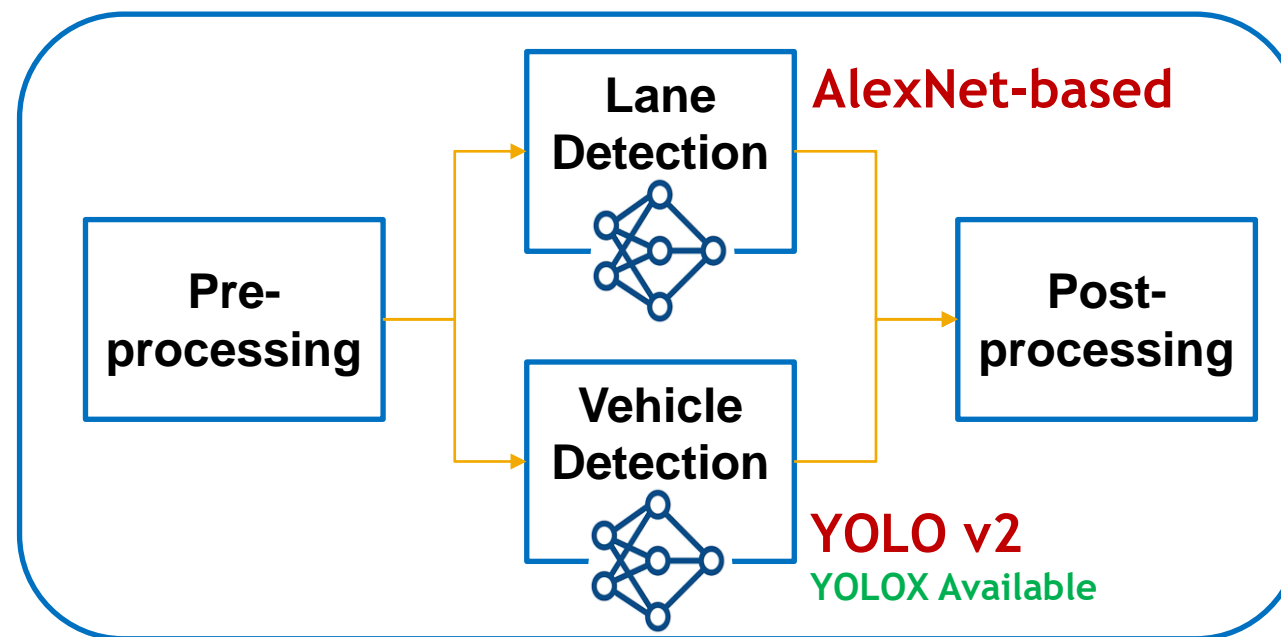 Lane
Detection
AlexNet-based
Pre-
processing
Post-
processing
Vehicle
Detection
YOLO v2
YOLOX Available